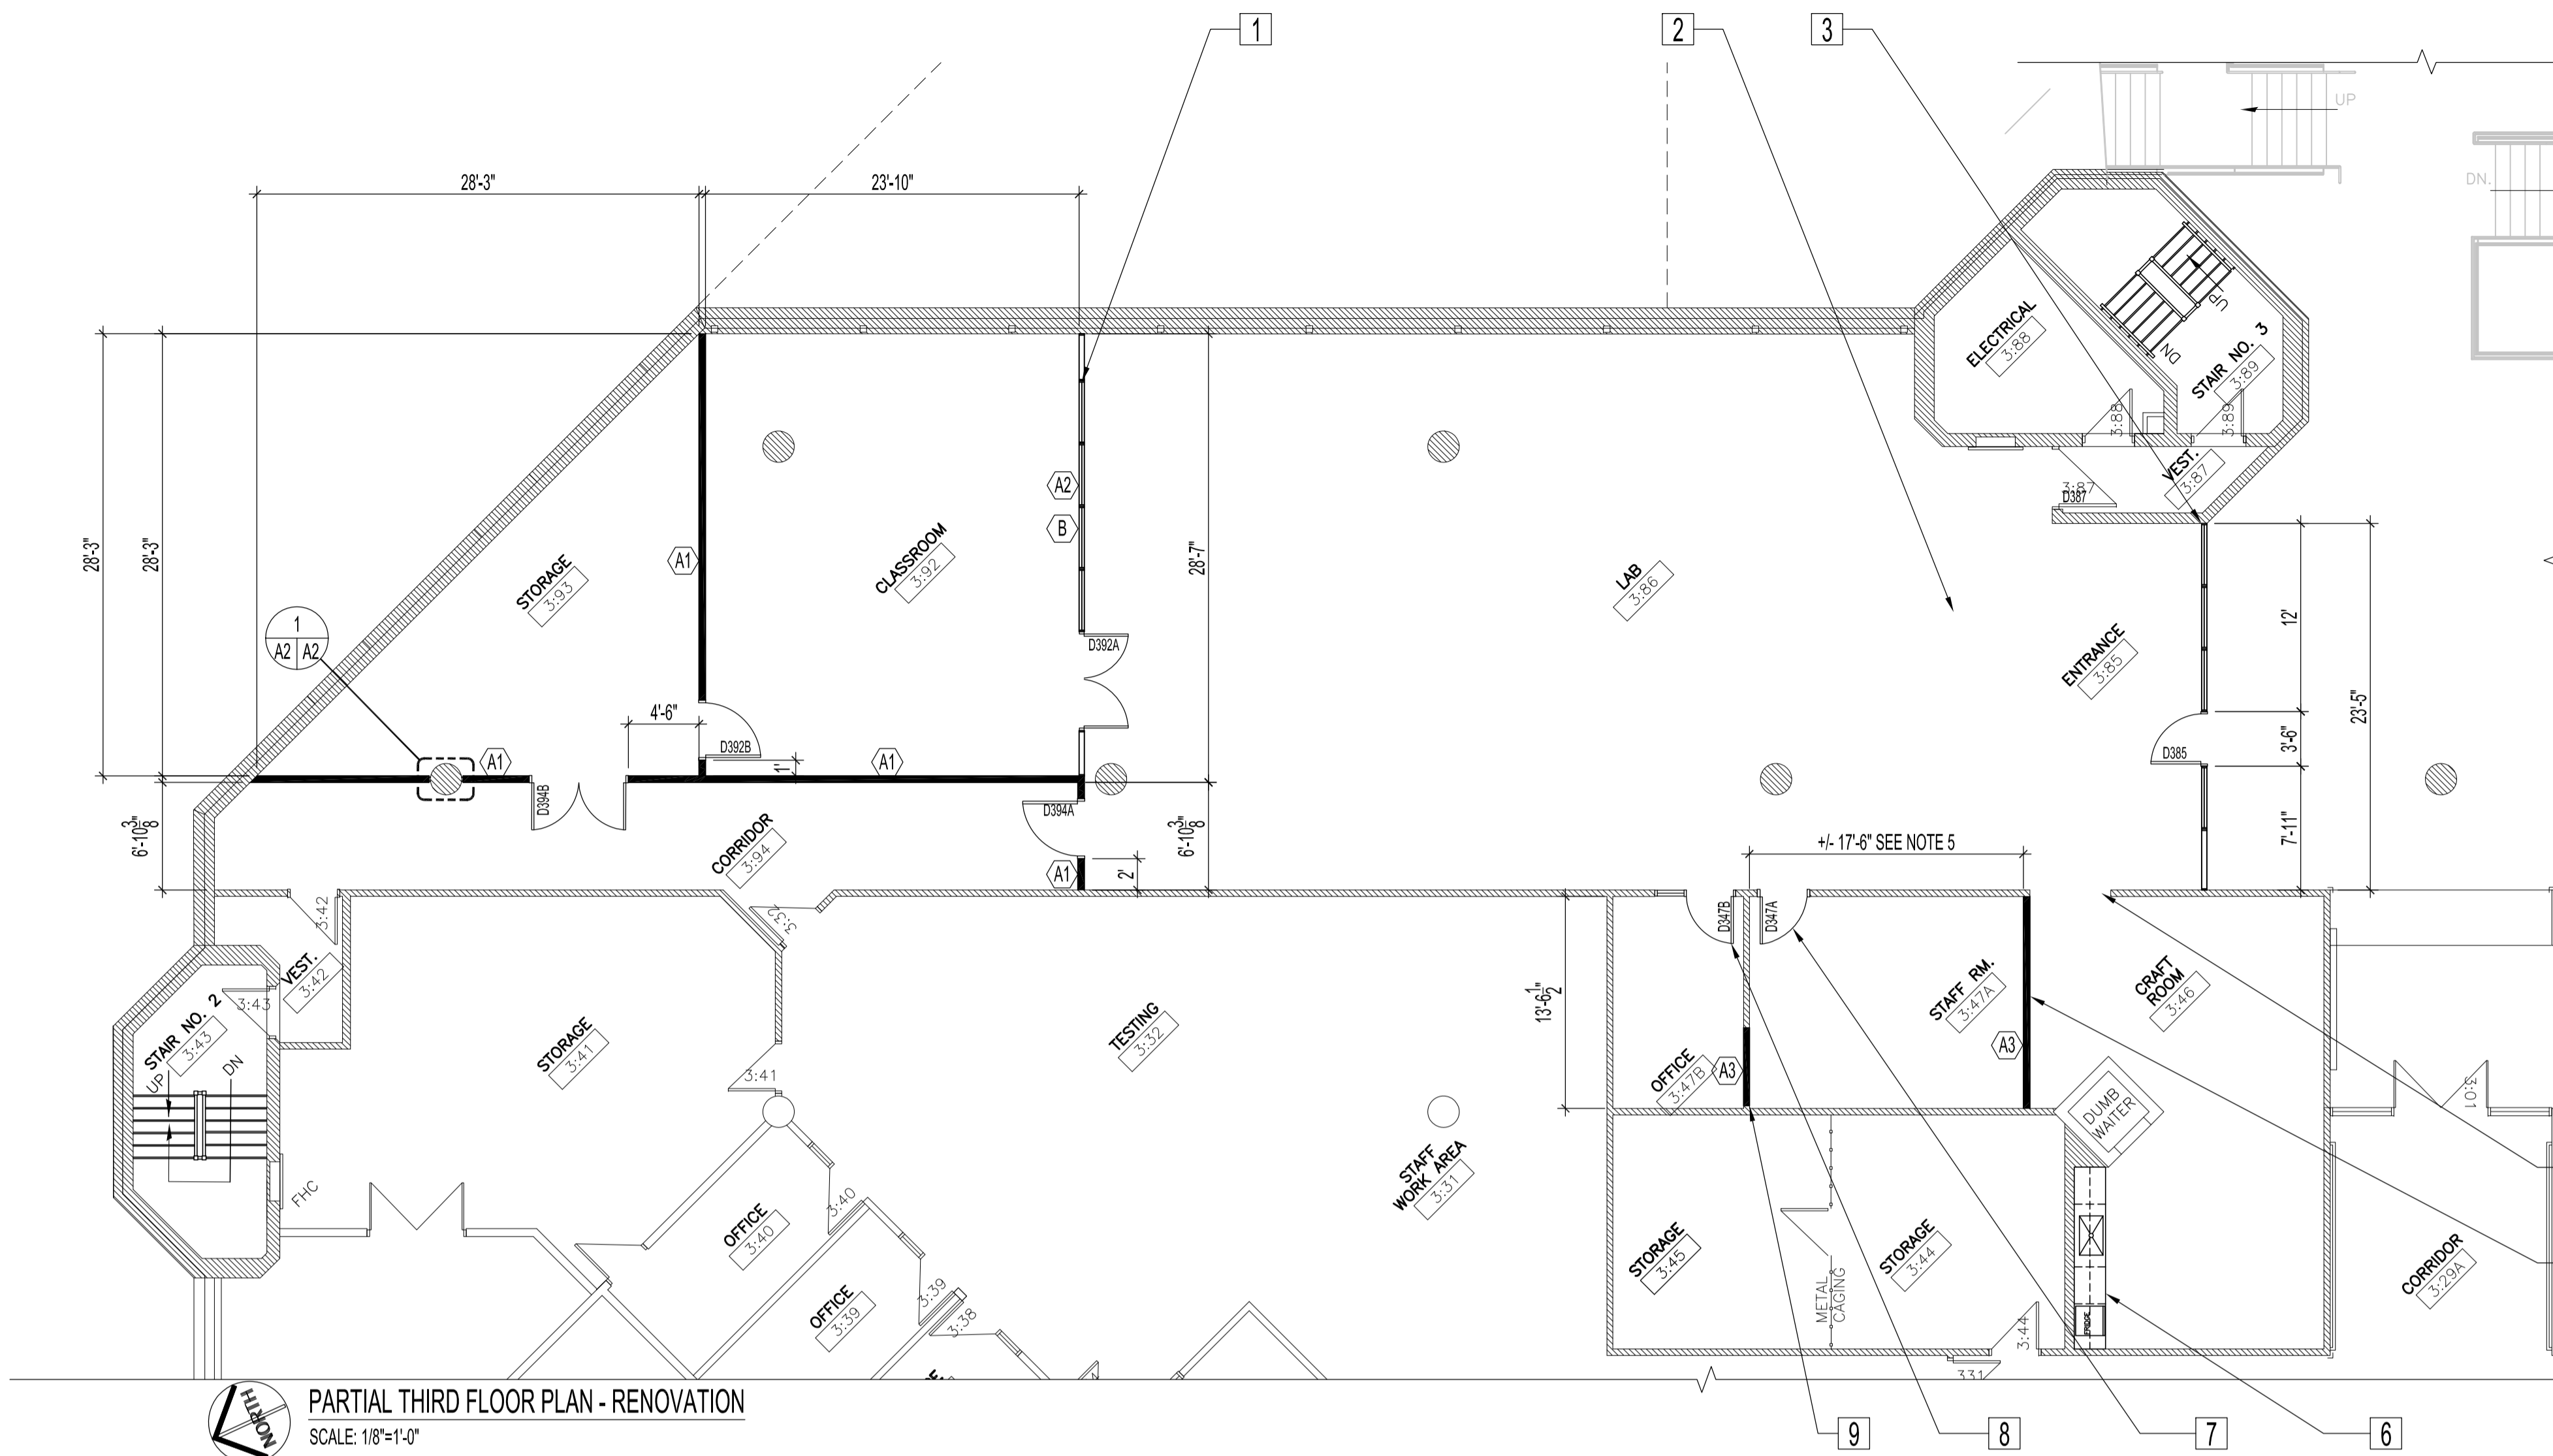 1
2
3
UP
DN.
28'-3"
23'-10"
UP
DN
ELECTRICAL
3:88
STAIR NO. 3
3:89
3:88
3:89
VEST.
3:87
3:87
D387
A2
B
A1
28'-3"
28'-3"
28'-7"
STORAGE
3:93
CLASSROOM
3:92
LAB
3:86
ENTRANCE
3:85
12'
23'-5"
3'-6"
7'-11"
D385
1
A2 A2
D392A
4'-6"
D392B
1'
A1
A1
D394B
D394A
6'-10 3/8"
6'-10 3/8"
CORRIDOR
3:94
A1
2'
+/- 17'-6" SEE NOTE 5
3:42
3:32
D347B
D347A
VEST.
3:42
3:43
STAIR NO. 2
3:43
UP
DN
STORAGE
3:41
3:41
TESTING
3:32
13'-6 1/2"
STAFF RM.
3:47A
A3
CRAFT
ROOM
3:46
OFFICE
3:47B
A3
DUMB
WAITER
3:01
FHC
OFFICE
3:40
3:40
STAFF
WORK AREA
3:31
STORAGE
3:45
STORAGE
3:44
METAL
CAGING
CORRIDOR
3:29A
OFFICE
3:39
3:39
3:38
FRIDGE
3:44
331
NORTH
PARTIAL THIRD FLOOR PLAN - RENOVATION
SCALE: 1/8"=1'-0"
9
8
7
6